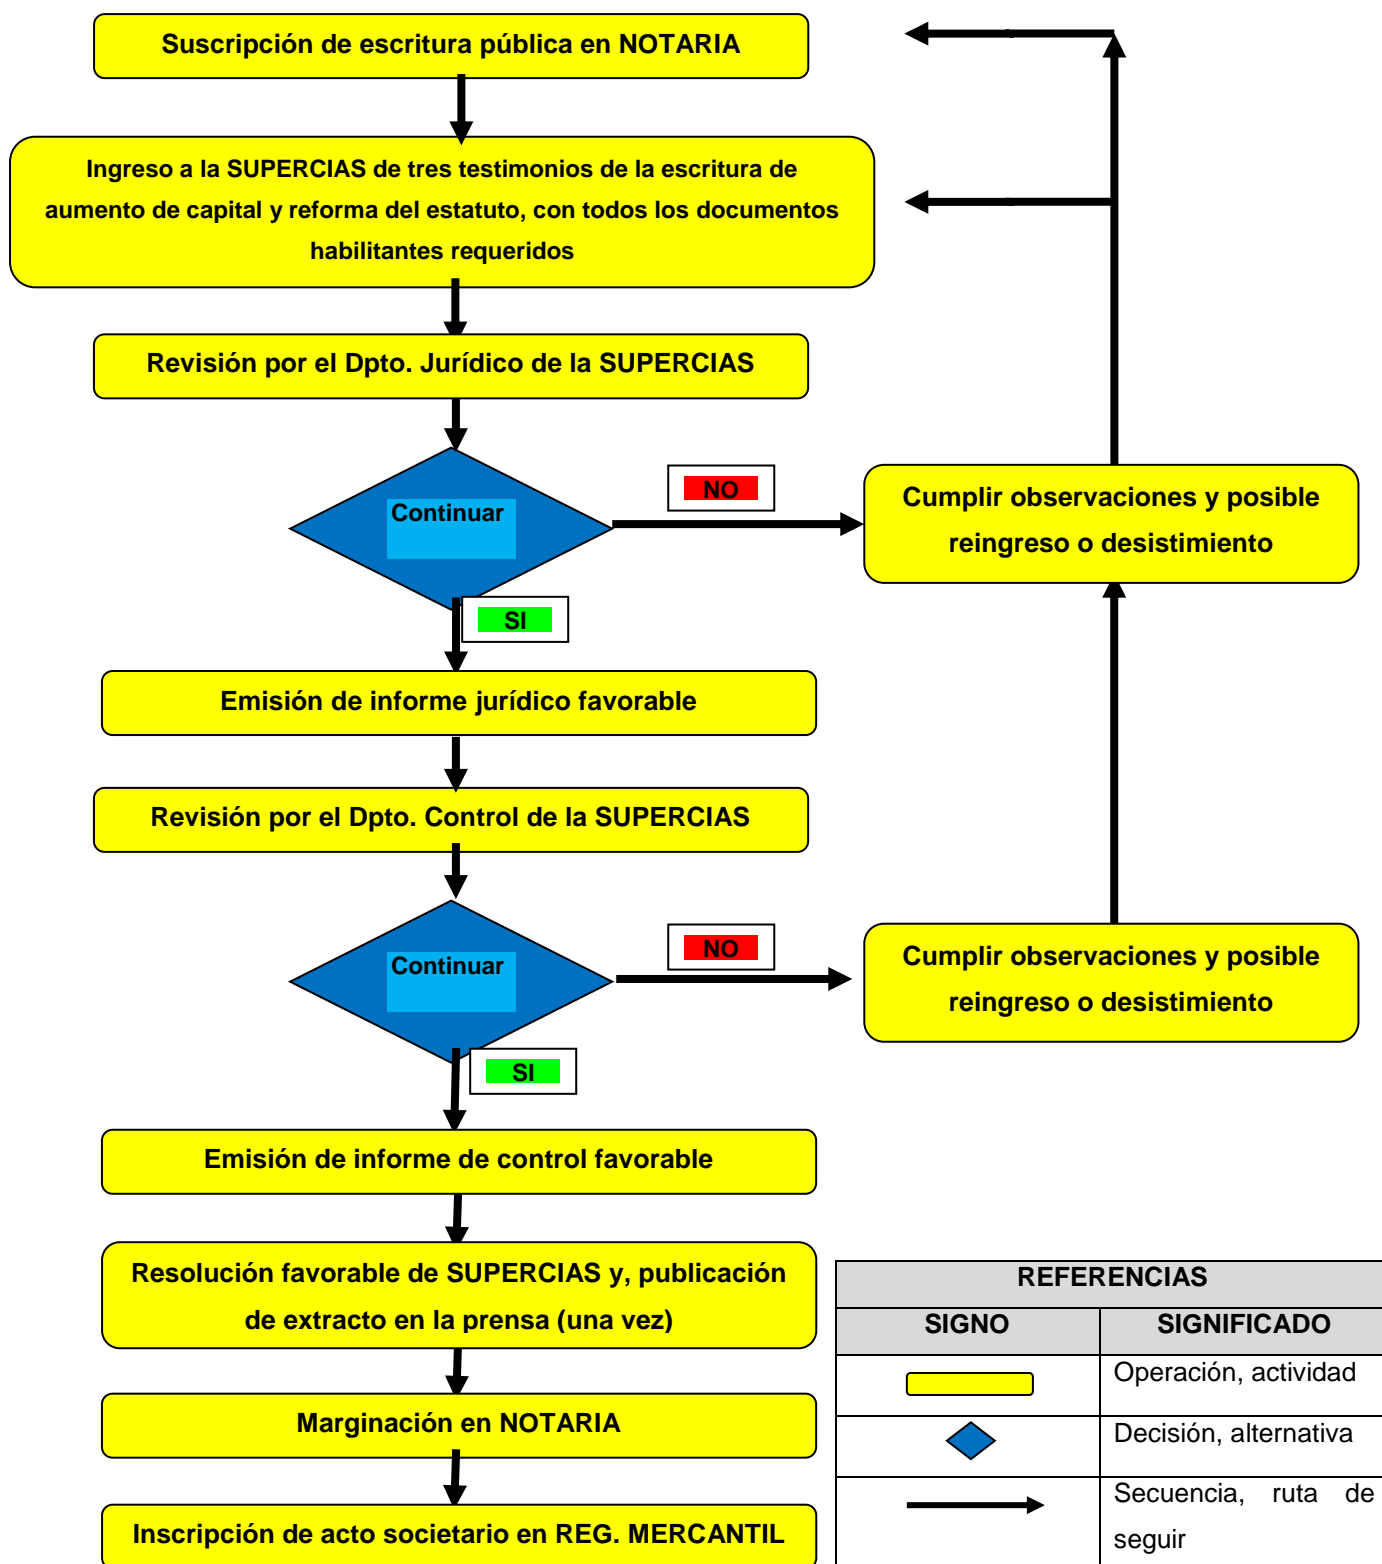 Suscripción de escritura pública en NOTARIA
Ingreso a la SUPERCIAS de tres testimonios de la escritura de
aumento de capital y reforma del estatuto, con todos los documentos
habilitantes requeridos
Revisión por el Dpto. Jurídico de la SUPERCIAS
Continuar
NO
Cumplir observaciones y posible
reingreso o desistimiento
SI
Emisión de informe jurídico favorable
Revisión por el Dpto. Control de la SUPERCIAS
Continuar
NO
Cumplir observaciones y posible
reingreso o desistimiento
SI
Emisión de informe de control favorable
Resolución favorable de SUPERCIAS y, publicación
de extracto en la prensa (una vez)
Marginación en NOTARIA
Inscripción de acto societario en REG. MERCANTIL
REFERENCIAS
SIGNO SIGNIFICADO
Operación, actividad
Decisión, alternativa
Secuencia, ruta de
seguir